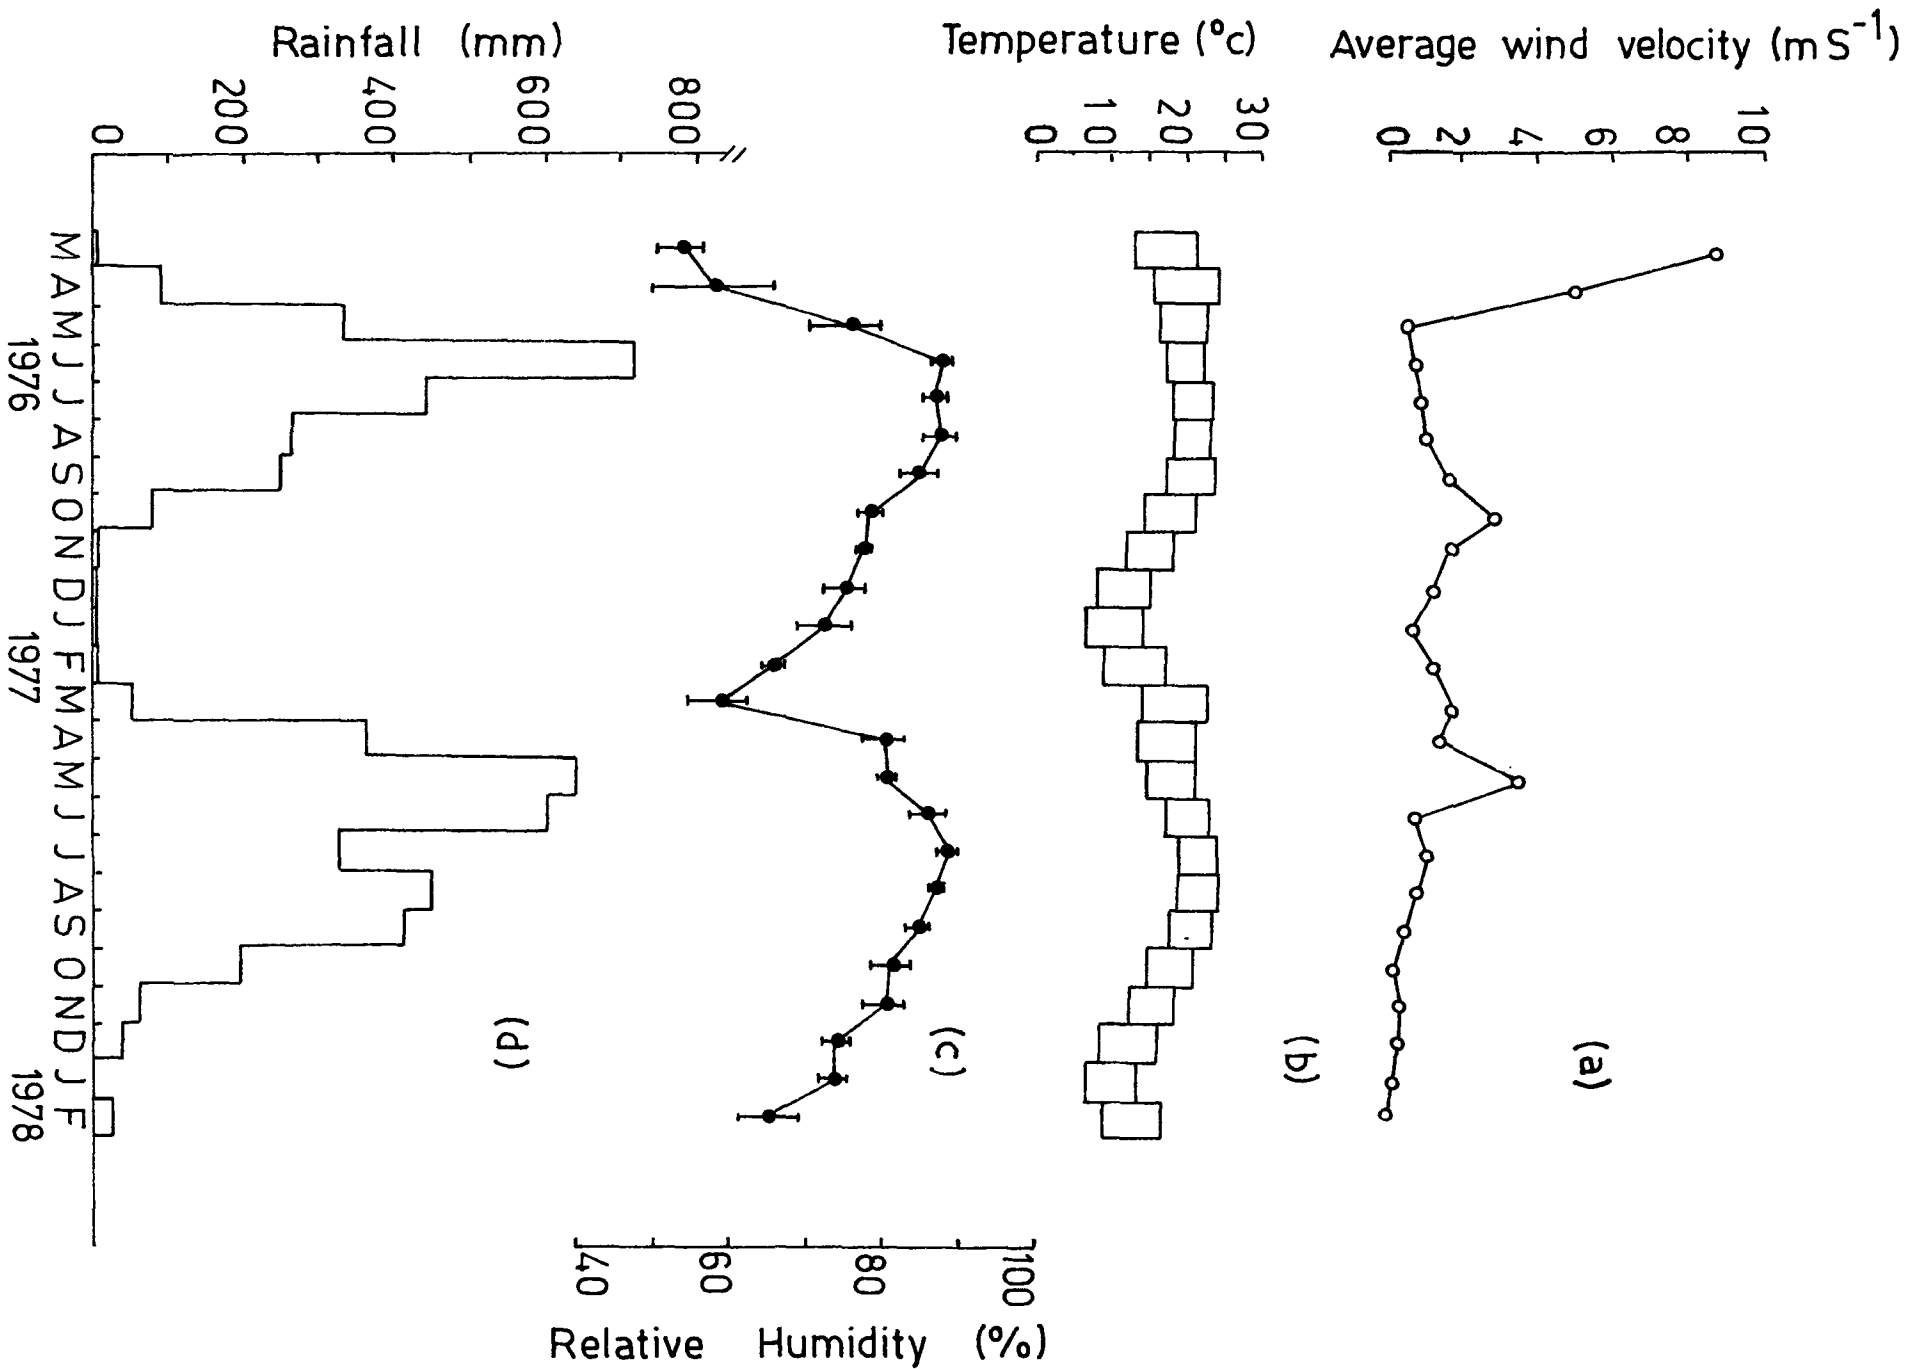 Rainfall (mm)
Temperature (°c)
Average wind velocity (m S⁻¹)
0 200 400 600 800
0 10 20 30
0 2 4 6 8 10
M A M J J A S O N D J F M A M J J A S O N D J F
1976 1977 1978
(a)
(b)
(c)
(d)
40 60 80 100
Relative Humidity (%)